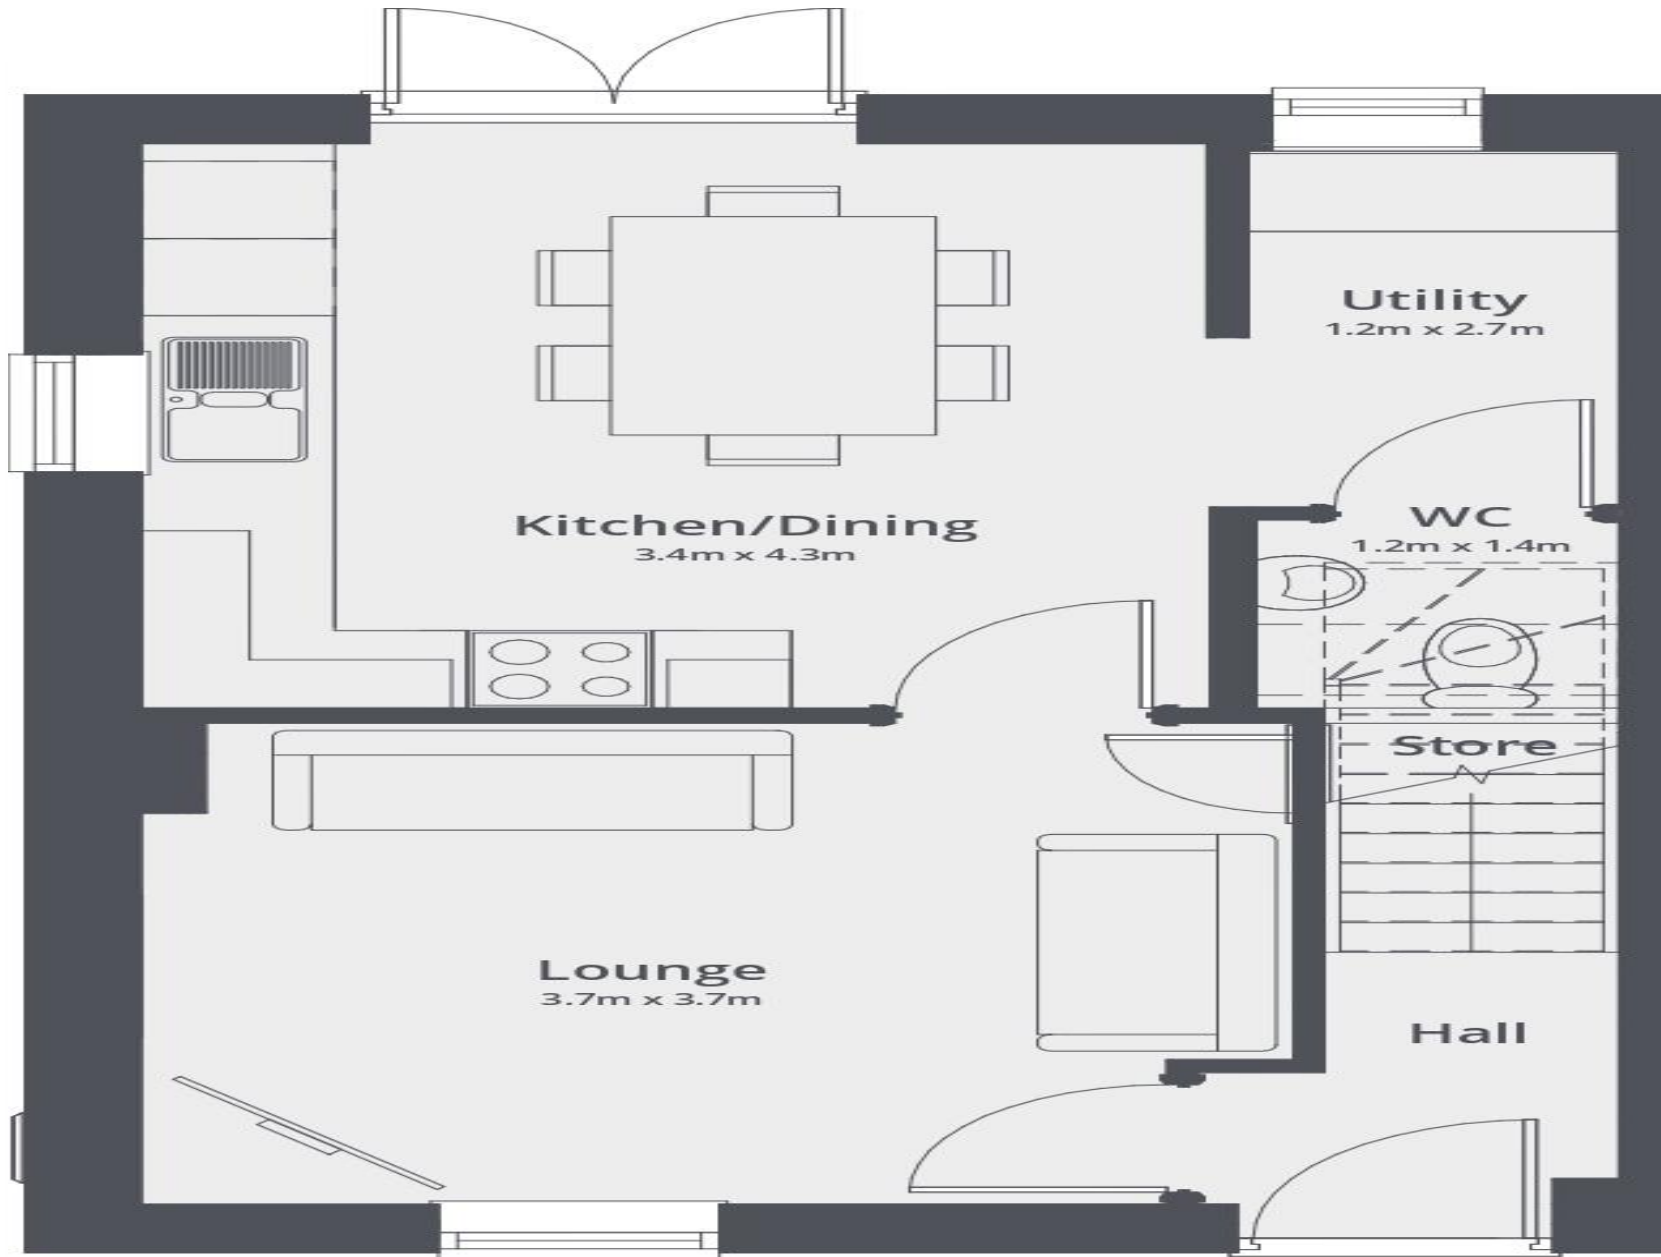 Utility
1.2m x 2.7m
Kitchen/Dining
3.4m x 4.3m
WC
1.2m x 1.4m
Store
Lounge
3.7m x 3.7m
Hall